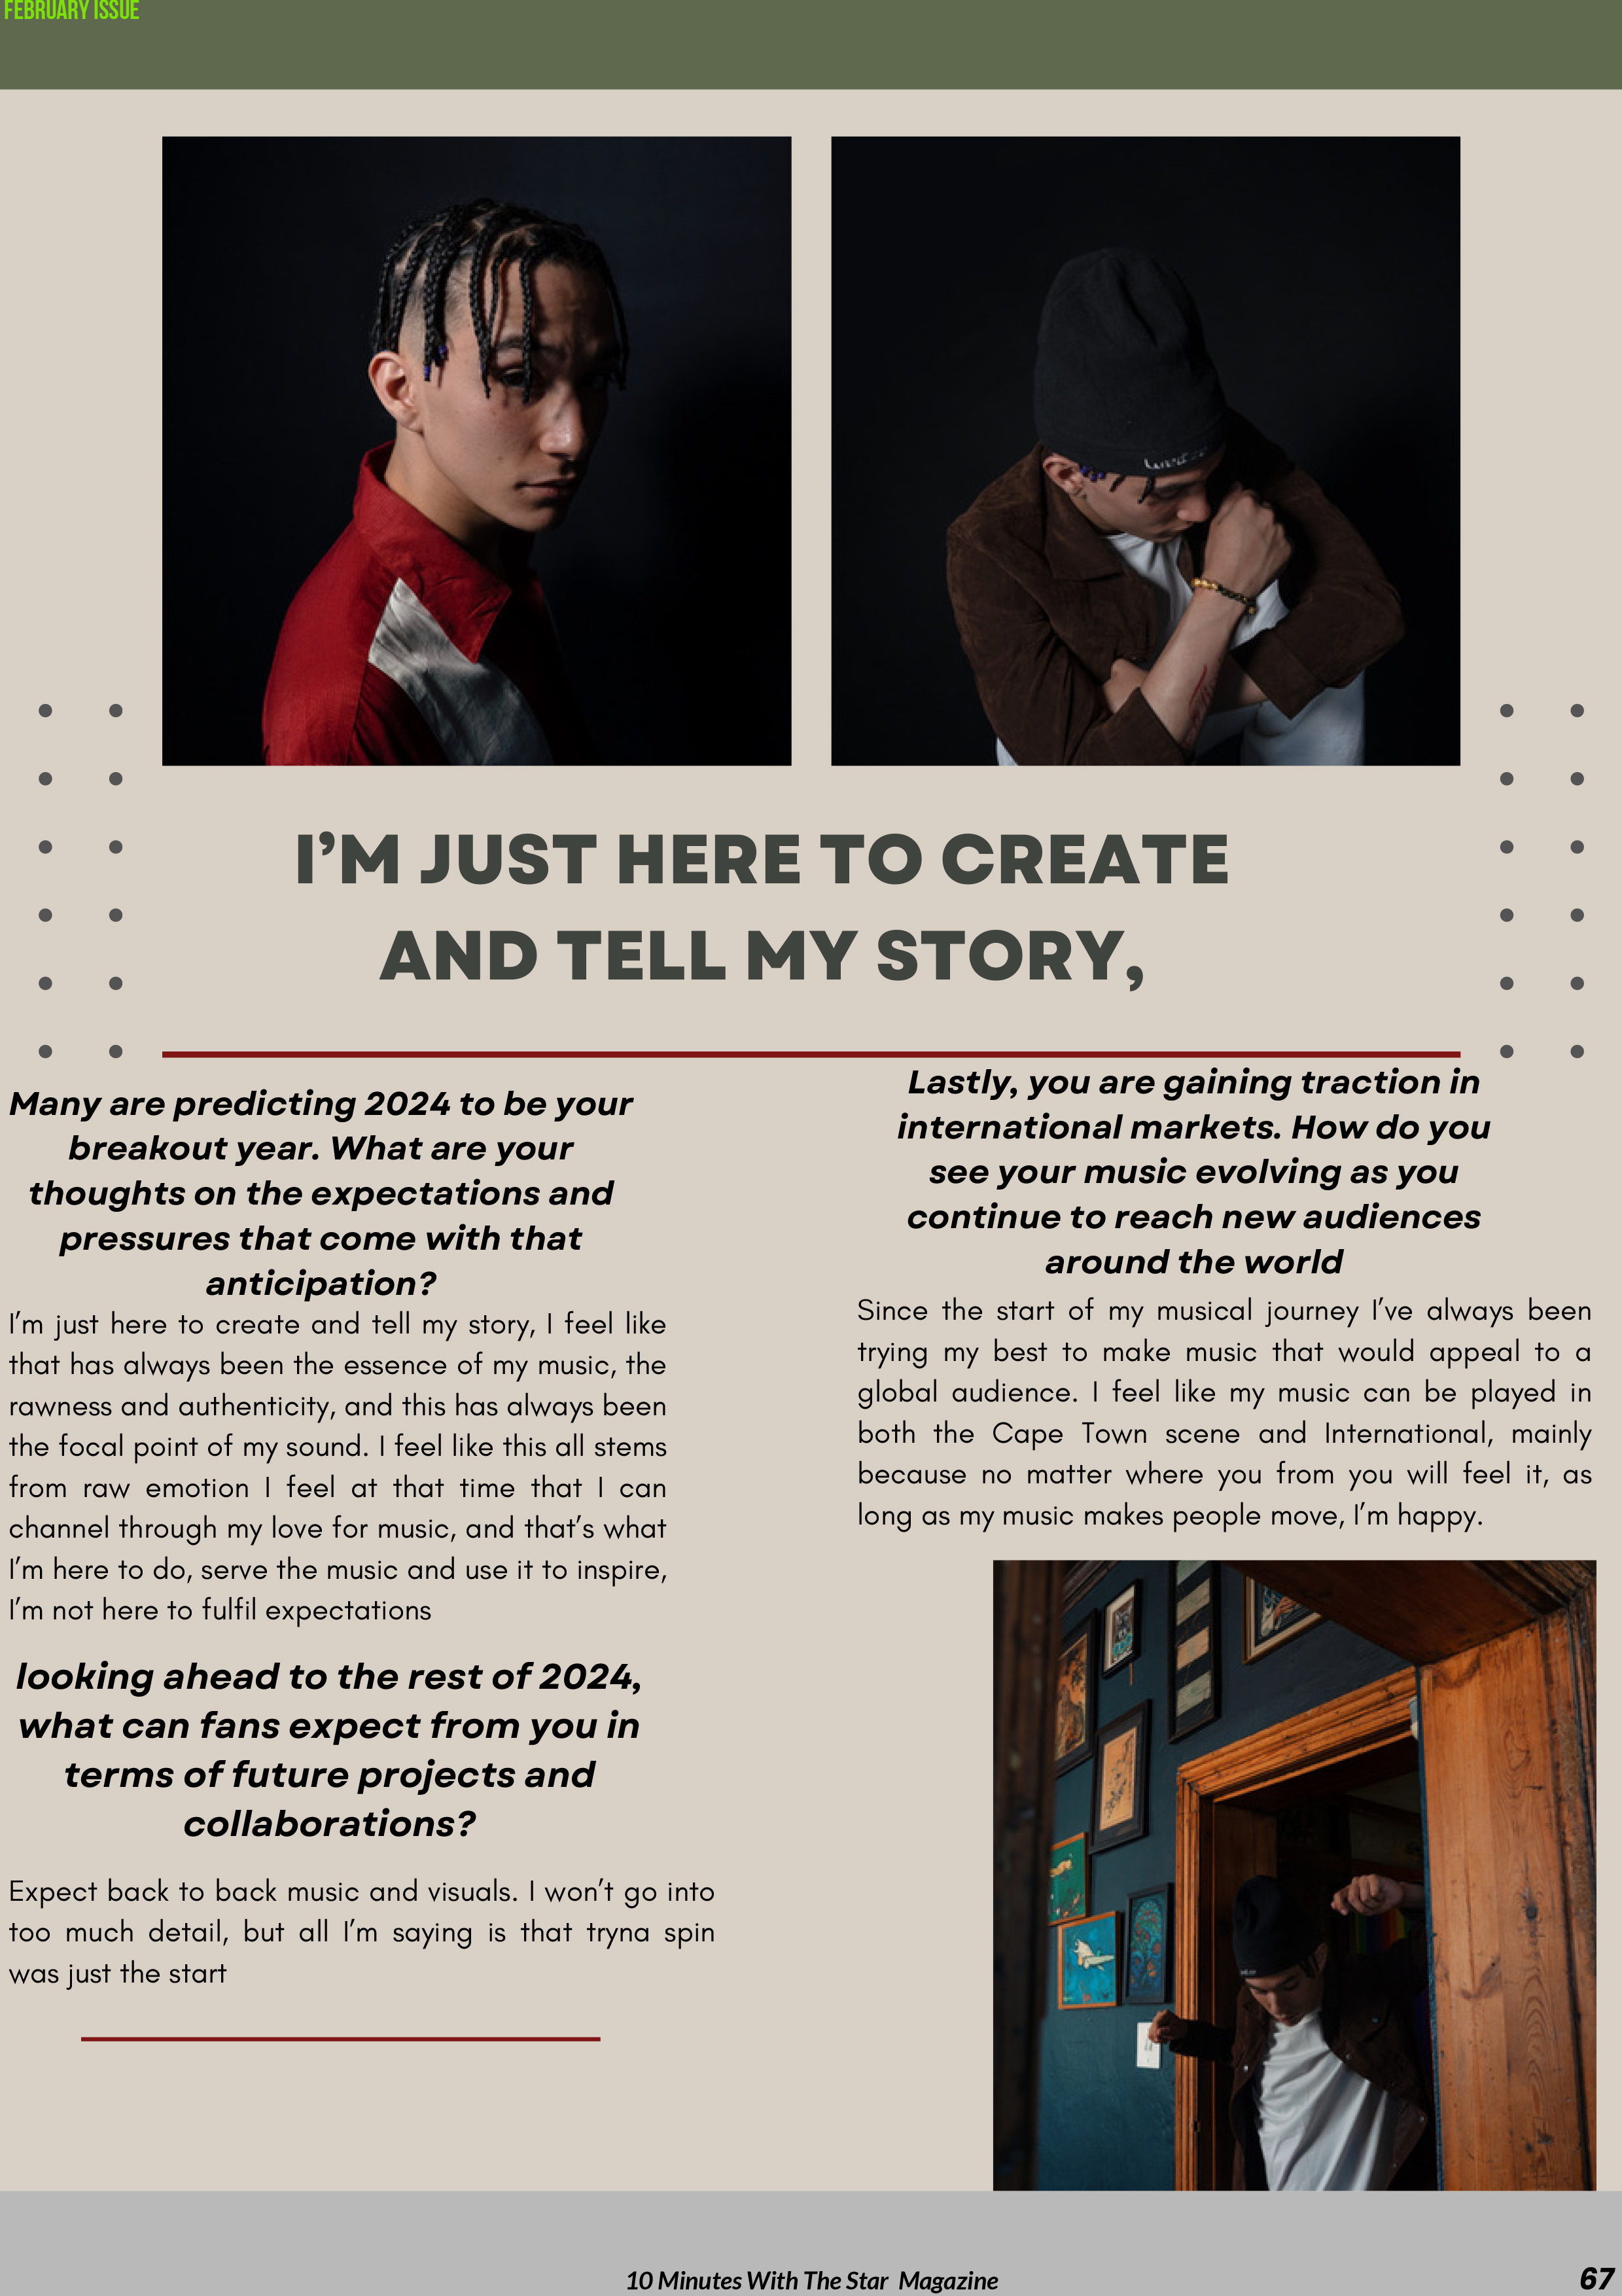 FEBRUARY ISSUE
I’M JUST HERE TO CREATE
AND TELL MY STORY,
Many are predicting 2024 to be your
breakout year. What are your
thoughts on the expectations and
pressures that come with that
anticipation?
I’m just here to create and tell my story, I feel like
that has always been the essence of my music, the
rawness and authenticity, and this has always been
the focal point of my sound. I feel like this all stems
from raw emotion I feel at that time that I can
channel through my love for music, and that’s what
I’m here to do, serve the music and use it to inspire,
I’m not here to fulfil expectations
looking ahead to the rest of 2024,
what can fans expect from you in
terms of future projects and
collaborations?
Expect back to back music and visuals. I won’t go into
too much detail, but all I’m saying is that tryna spin
was just the start
Lastly, you are gaining traction in
international markets. How do you
see your music evolving as you
continue to reach new audiences
around the world
Since the start of my musical journey I’ve always been
trying my best to make music that would appeal to a
global audience. I feel like my music can be played in
both the Cape Town scene and International, mainly
because no matter where you from you will feel it, as
long as my music makes people move, I’m happy.
10 Minutes With The Star Magazine
67